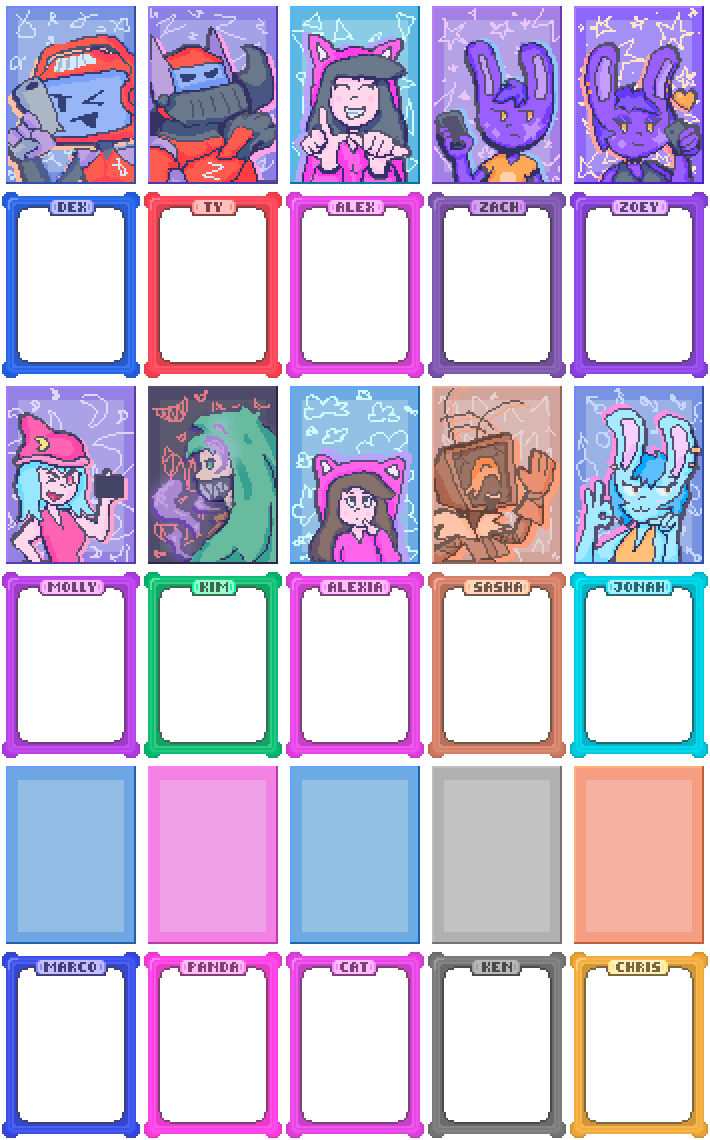 DEX TY ALEX ZACH ZOEY
MOLLY KIM ALEXIA SASHA JONAH
MARCO PANDA CAT KEN CHRIS